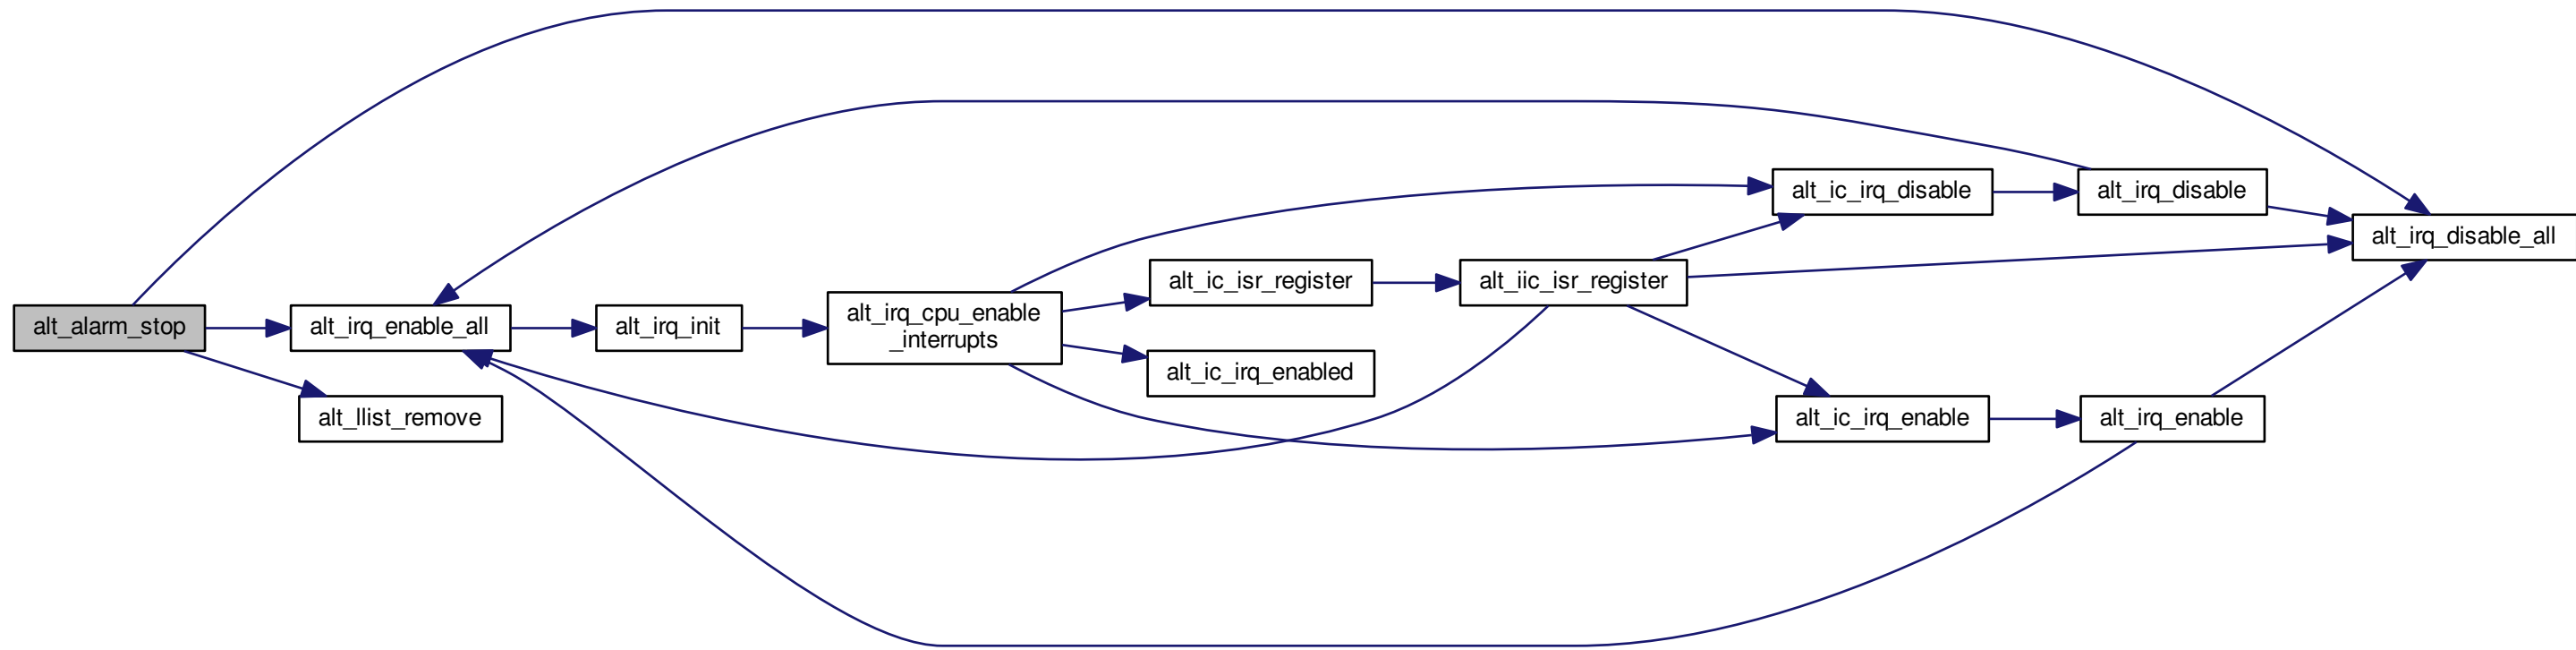 alt_alarm_stop
alt_irq_enable_all
alt_llist_remove
alt_irq_init
alt_irq_cpu_enable
_interrupts
alt_ic_isr_register
alt_ic_irq_enabled
alt_iic_isr_register
alt_ic_irq_disable
alt_ic_irq_enable
alt_irq_disable
alt_irq_enable
alt_irq_disable_all